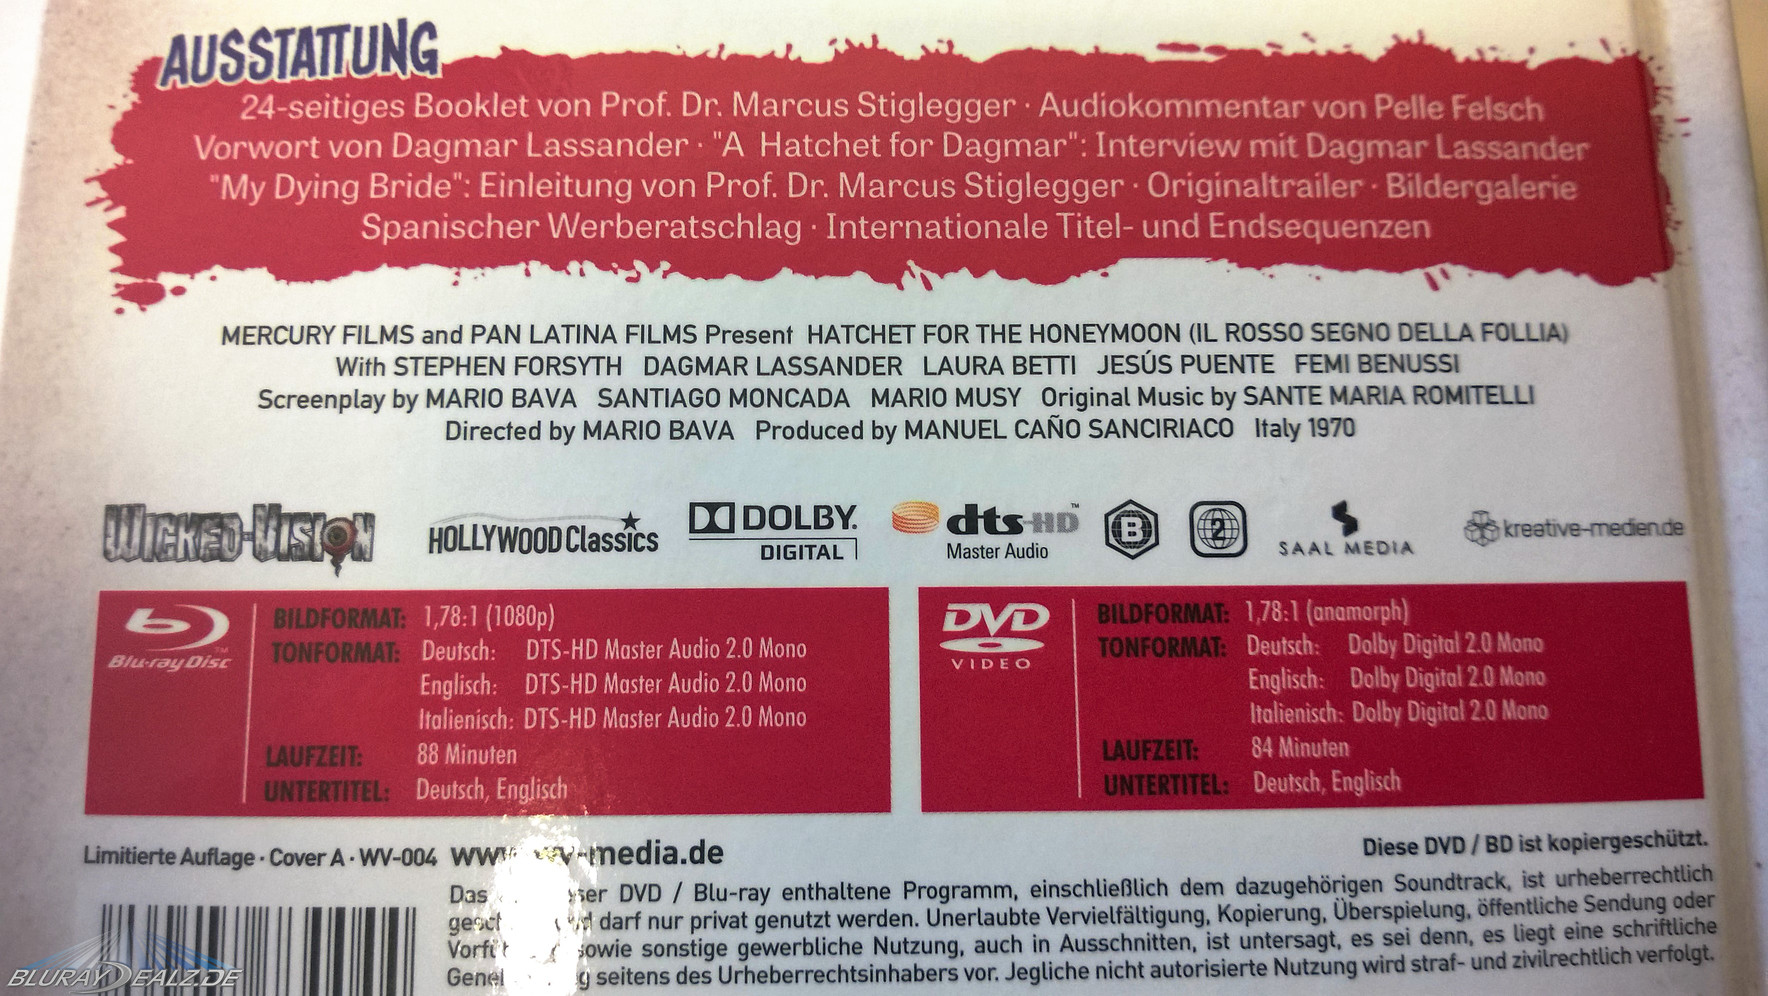 AUSSTATTUNG
24-seitiges Booklet von Prof. Dr. Marcus Stiglegger · Audiokommentar von Pelle Felsch
Vorwort von Dagmar Lassander · "A Hatchet for Dagmar": Interview mit Dagmar Lassander
"My Dying Bride": Einleitung von Prof. Dr. Marcus Stiglegger · Originaltrailer · Bildergalerie
Spanischer Werberatschlag · Internationale Titel- und Endsequenzen
MERCURY FILMS and PAN LATINA FILMS Present HATCHET FOR THE HONEYMOON (IL ROSSO SEGNO DELLA FOLLIA)
With STEPHEN FORSYTH DAGMAR LASSANDER LAURA BETTI JESÚS PUENTE FEMI BENUSSI
Screenplay by MARIO BAVA SANTIAGO MONCADA MARIO MUSY Original Music by SANTE MARIA ROMITELLI
Directed by MARIO BAVA Produced by MANUEL CAÑO SANCIRIACO Italy 1970
WICKED-VISION
HOLLYWOOD Classics
DOLBY.
DIGITAL
dts-HD™
Master Audio
B
2
SAAL MEDIA
kreative-medien.de
Blu-ray Disc™
BILDFORMAT: 1,78:1 (1080p)
TONFORMAT: Deutsch: DTS-HD Master Audio 2.0 Mono
Englisch: DTS-HD Master Audio 2.0 Mono
Italienisch: DTS-HD Master Audio 2.0 Mono
LAUFZEIT: 88 Minuten
UNTERTITEL: Deutsch, Englisch
DVD
VIDEO
BILDFORMAT: 1,78:1 (anamorph)
TONFORMAT: Deutsch: Dolby Digital 2.0 Mono
Englisch: Dolby Digital 2.0 Mono
Italienisch: Dolby Digital 2.0 Mono
LAUFZEIT: 84 Minuten
UNTERTITEL: Deutsch, Englisch
Limitierte Auflage · Cover A · WV-004 www.wv-media.de
Diese DVD / BD ist kopiergeschützt.
Das DVD / Blu-ray enthaltene Programm, einschließlich dem dazugehörigen Soundtrack, ist urheberrechtlich
darf nur privat genutzt werden. Unerlaubte Vervielfältigung, Kopierung, Überspielung, öffentliche Sendung oder
sowie sonstige gewerbliche Nutzung, auch in Ausschnitten, ist untersagt, es sei denn, es liegt eine schriftliche
seitens des Urheberrechtsinhabers vor. Jegliche nicht autorisierte Nutzung wird straf- und zivilrechtlich verfolgt.
BLURAYDEALZ.DE